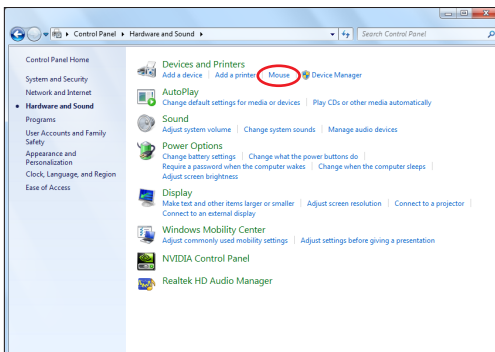 Control Panel ▸ Hardware and Sound ▸
Search Control Panel
Control Panel Home
System and Security
Network and Internet
Hardware and Sound
Programs
User Accounts and Family
Safety
Appearance and
Personalization
Clock, Language, and Region
Ease of Access
Devices and Printers
Add a device | Add a printer | Mouse | Device Manager
AutoPlay
Change default settings for media or devices | Play CDs or other media automatically
Sound
Adjust system volume | Change system sounds | Manage audio devices
Power Options
Change battery settings | Change what the power buttons do |
Require a password when the computer wakes | Change when the computer sleeps |
Adjust screen brightness
Display
Make text and other items larger or smaller | Adjust screen resolution | Connect to a projector |
Connect to an external display
Windows Mobility Center
Adjust commonly used mobility settings | Adjust settings before giving a presentation
NVIDIA Control Panel
Realtek HD Audio Manager